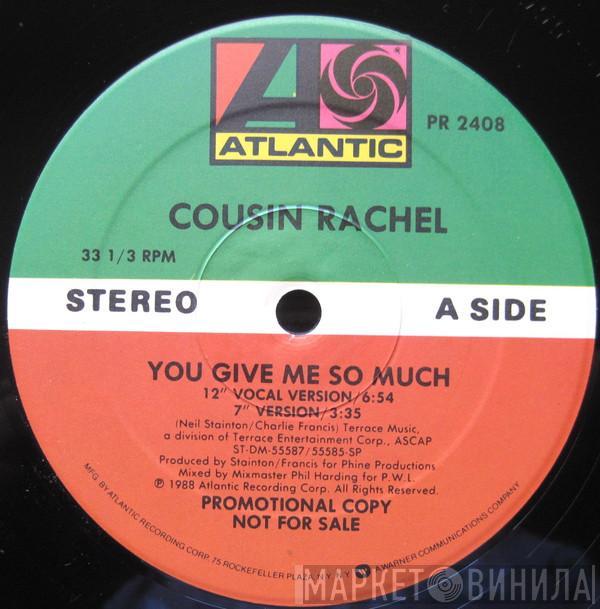 ATLANTIC
PR 2408
COUSIN RACHEL
33 1/3 RPM
STEREO
A SIDE
YOU GIVE ME SO MUCH
12" VOCAL VERSION/6:54
7" VERSION/3:35
(Neil Stainton/Charlie Francis) Terrace Music,
a division of Terrace Entertainment Corp., ASCAP
ST-DM-55587/55585-SP
Produced by Stainton/Francis for Phine Productions
Mixed by Mixmaster Phil Harding for P.W.L.
℗ 1988 Atlantic Recording Corp. All Rights Reserved.
PROMOTIONAL COPY
NOT FOR SALE
MFG. BY ATLANTIC RECORDING CORP. 75 ROCKEFELLER PLAZA, N.Y., N.Y. A WARNER COMMUNICATIONS COMPANY
МАРКЕТ ВИНИЛА